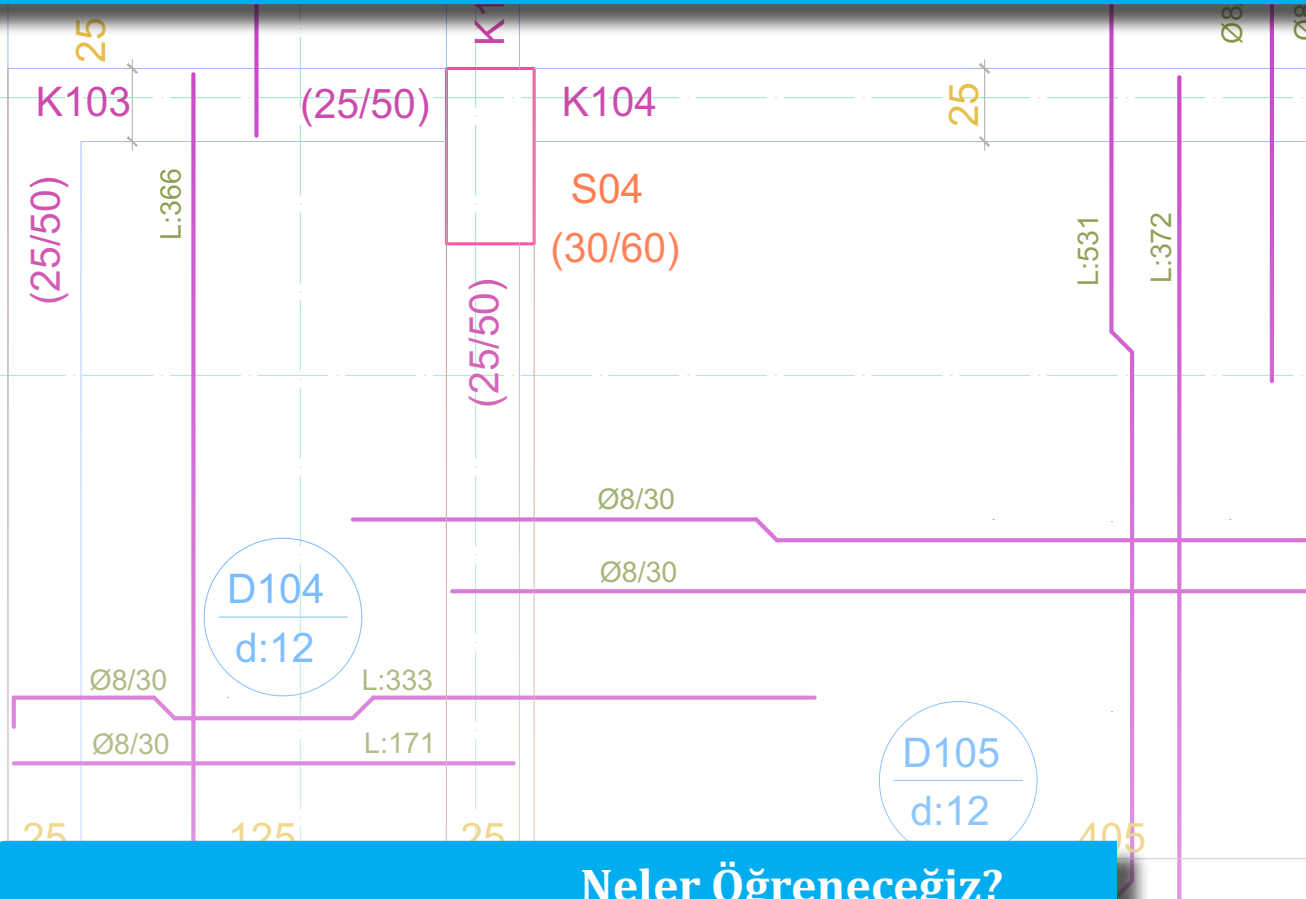 25
K1
Ø8
Ø8
K103
(25/50)
K104
25
(25/50)
L:366
S04
(30/60)
(25/50)
L:531
L:372
Ø8/30
Ø8/30
D104
d:12
Ø8/30
L:333
Ø8/30
L:171
D105
d:12
25
125
25
405
Neler Öğreneceğiz?